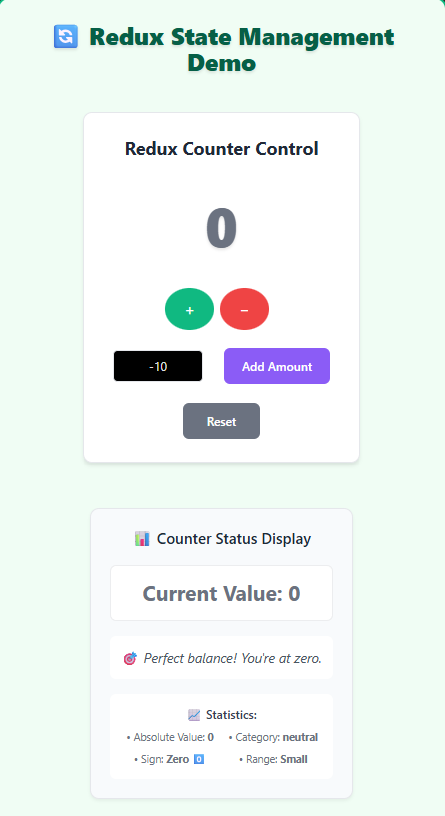 🔄 Redux State Management
Demo
Redux Counter Control
0
+ −
-10 Add Amount
Reset
📊 Counter Status Display
Current Value: 0
🎯 Perfect balance! You're at zero.
📈 Statistics:
• Absolute Value: 0 • Category: neutral
• Sign: Zero 0️⃣ • Range: Small